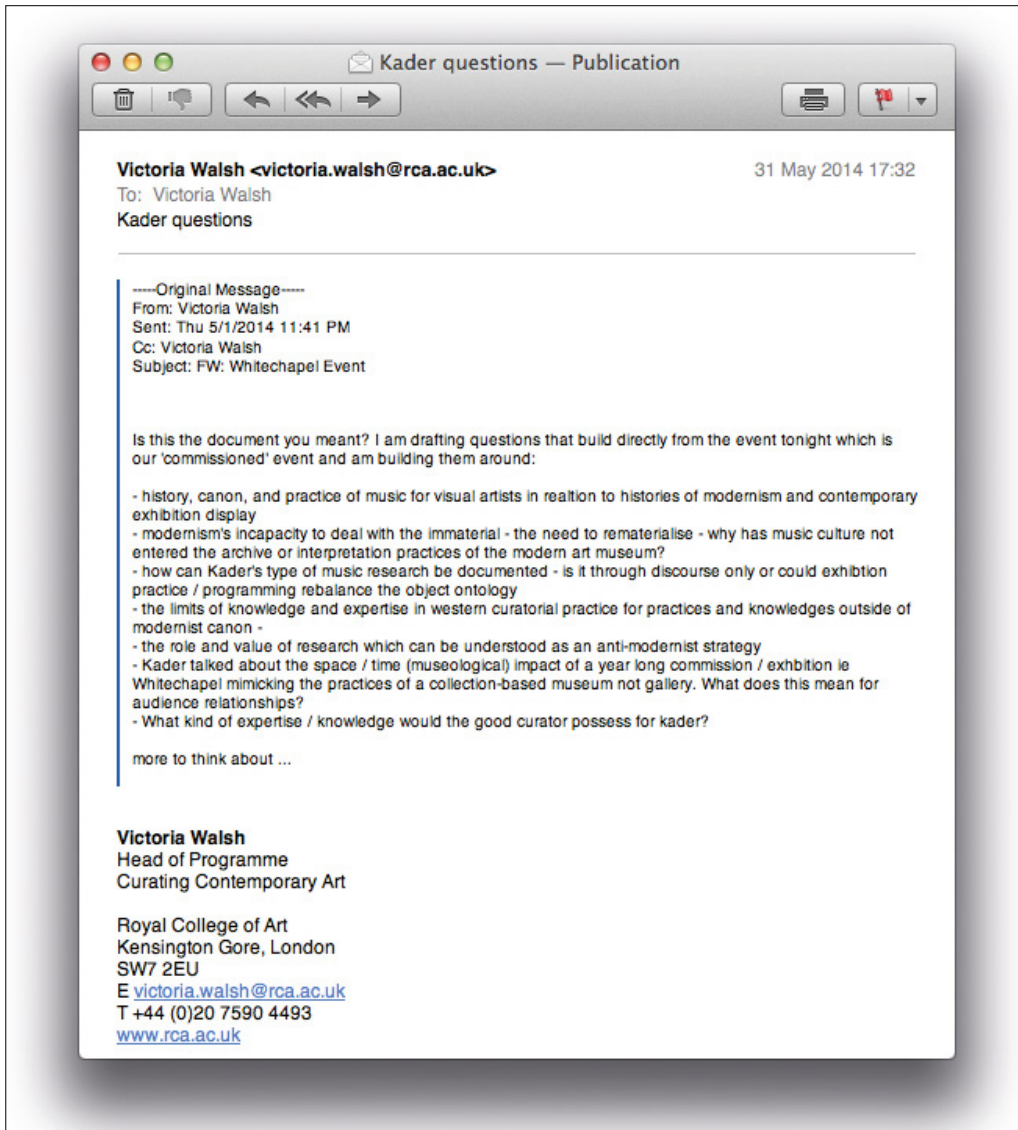 Kader questions — Publication
Victoria Walsh <victoria.walsh@rca.ac.uk>
31 May 2014 17:32
To: Victoria Walsh
Kader questions
-----Original Message-----
From: Victoria Walsh
Sent: Thu 5/1/2014 11:41 PM
Cc: Victoria Walsh
Subject: FW: Whitechapel Event
Is this the document you meant? I am drafting questions that build directly from the event tonight which is
our 'commissioned' event and am building them around:
- history, canon, and practice of music for visual artists in realtion to histories of modernism and contemporary
exhibition display
- modernism's incapacity to deal with the immaterial - the need to rematerialise - why has music culture not
entered the archive or interpretation practices of the modern art museum?
- how can Kader's type of music research be documented - is it through discourse only or could exhibtion
practice / programming rebalance the object ontology
- the limits of knowledge and expertise in western curatorial practice for practices and knowledges outside of
modernist canon -
- the role and value of research which can be understood as an anti-modernist strategy
- Kader talked about the space / time (museological) impact of a year long commission / exhbition ie
Whitechapel mimicking the practices of a collection-based museum not gallery. What does this mean for
audience relationships?
- What kind of expertise / knowledge would the good curator possess for kader?
more to think about ...
Victoria Walsh
Head of Programme
Curating Contemporary Art
Royal College of Art
Kensington Gore, London
SW7 2EU
E victoria.walsh@rca.ac.uk
T +44 (0)20 7590 4493
www.rca.ac.uk